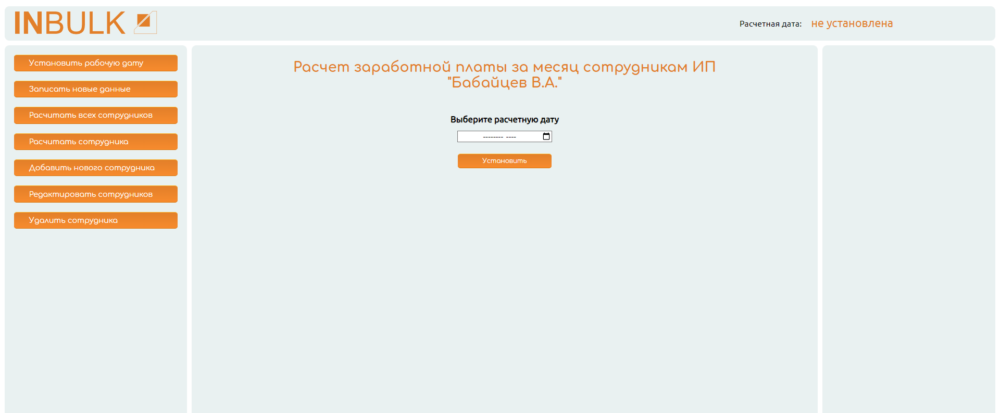 INBULK
Расчетная дата: не установлена
Установить рабочую дату
Записать новые данные
Расчитать всех сотрудников
Расчитать сотрудника
Добавить нового сотрудника
Редактировать сотрудников
Удалить сотрудника
Расчет заработной платы за месяц сотрудникам ИП
"Бабайцев В.А."
Выберите расчетную дату
-------- ----
Установить